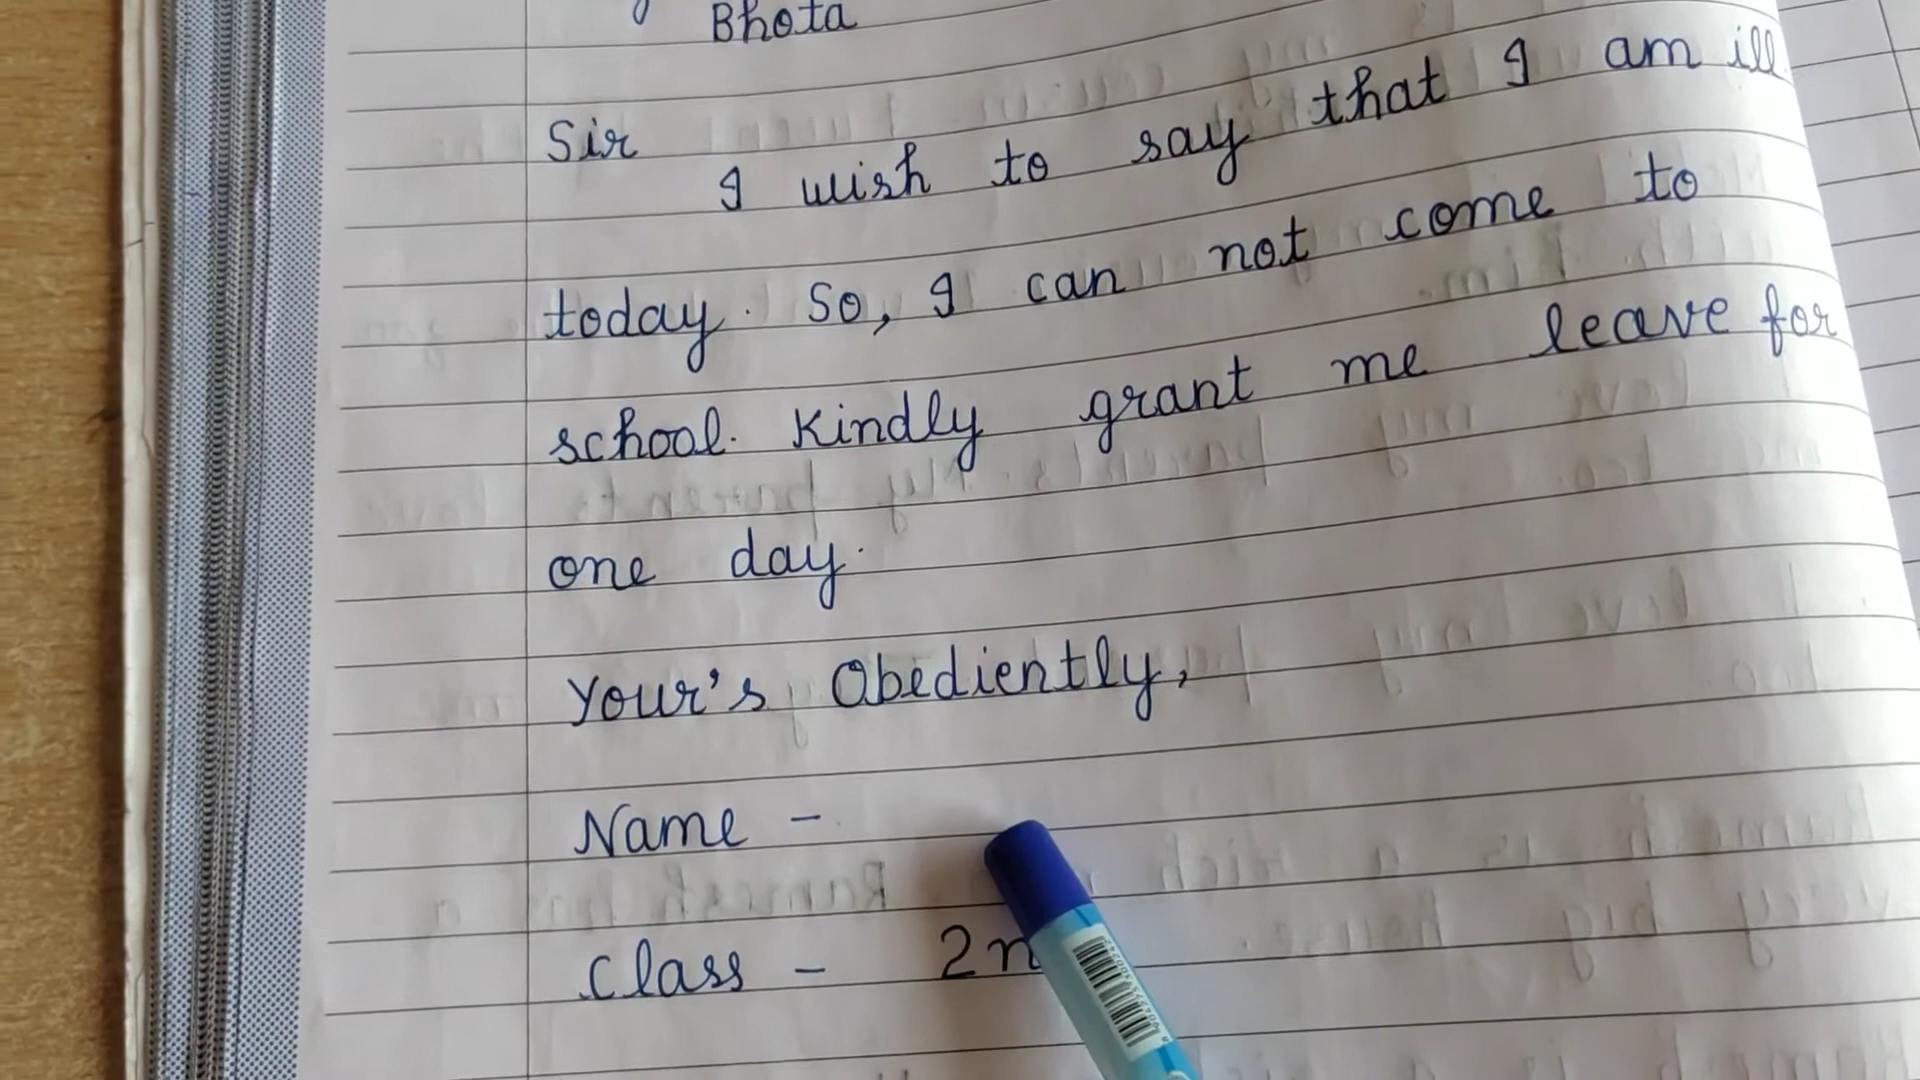 Bhota
Sir
I wish to say that I am ill
today. So, I can not come to
school. Kindly grant me leave for
one day.
Your's Obediently,
Name -
Class - 2n